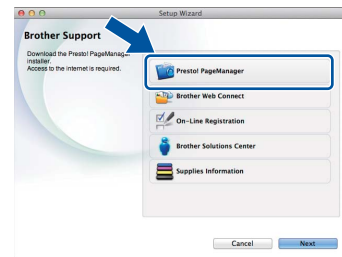 Setup Wizard
Brother Support
Download the Presto! PageManager
installer.
Access to the Internet is required.
Presto! PageManager
Brother Web Connect
On-Line Registration
Brother Solutions Center
Supplies Information
Cancel
Next